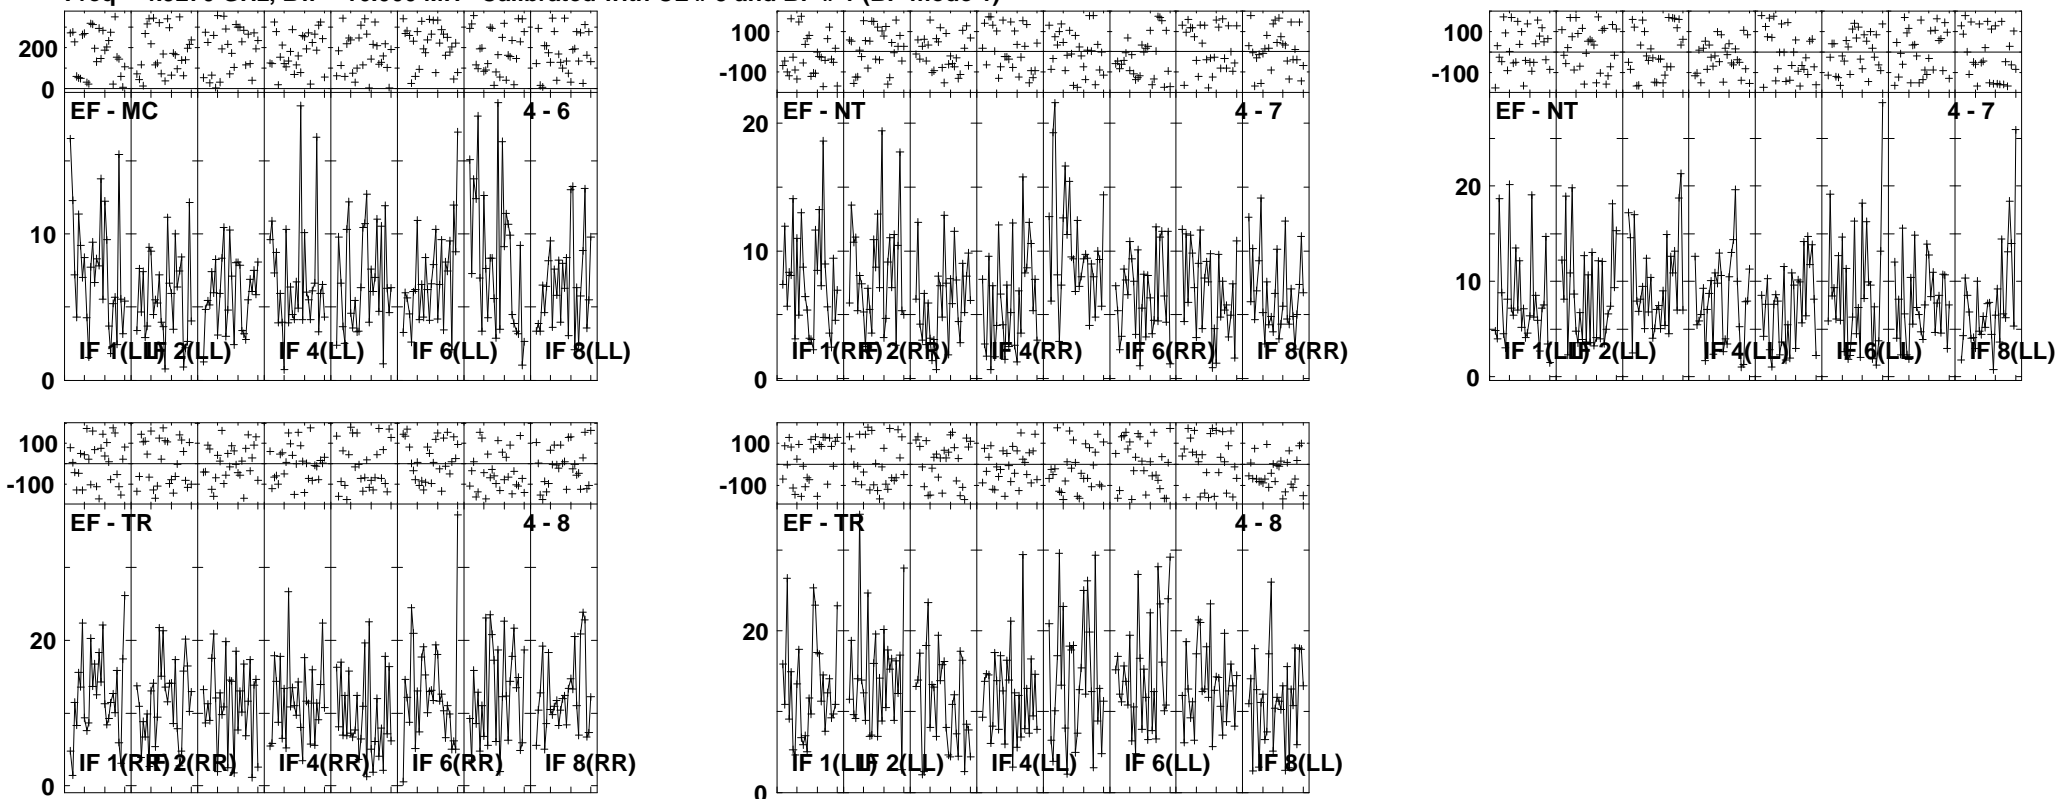 200
0
100
-100
100
-100
EF - MC
4 - 6
EF - NT
4 - 7
EF - NT
4 - 7
10
0
20
10
0
20
10
0
IF 1(LL) IF 2(LL) IF 4(LL) IF 6(LL) IF 8(LL)
IF 1(RR) IF 2(RR) IF 4(RR) IF 6(RR) IF 8(RR)
IF 1(LL) IF 2(LL) IF 4(LL) IF 6(LL) IF 8(LL)
100
-100
100
-100
EF - TR
4 - 8
EF - TR
4 - 8
20
0
20
0
IF 1(RR) IF 2(RR) IF 4(RR) IF 6(RR) IF 8(RR)
IF 1(LL) IF 2(LL) IF 4(LL) IF 6(LL) IF 8(LL)